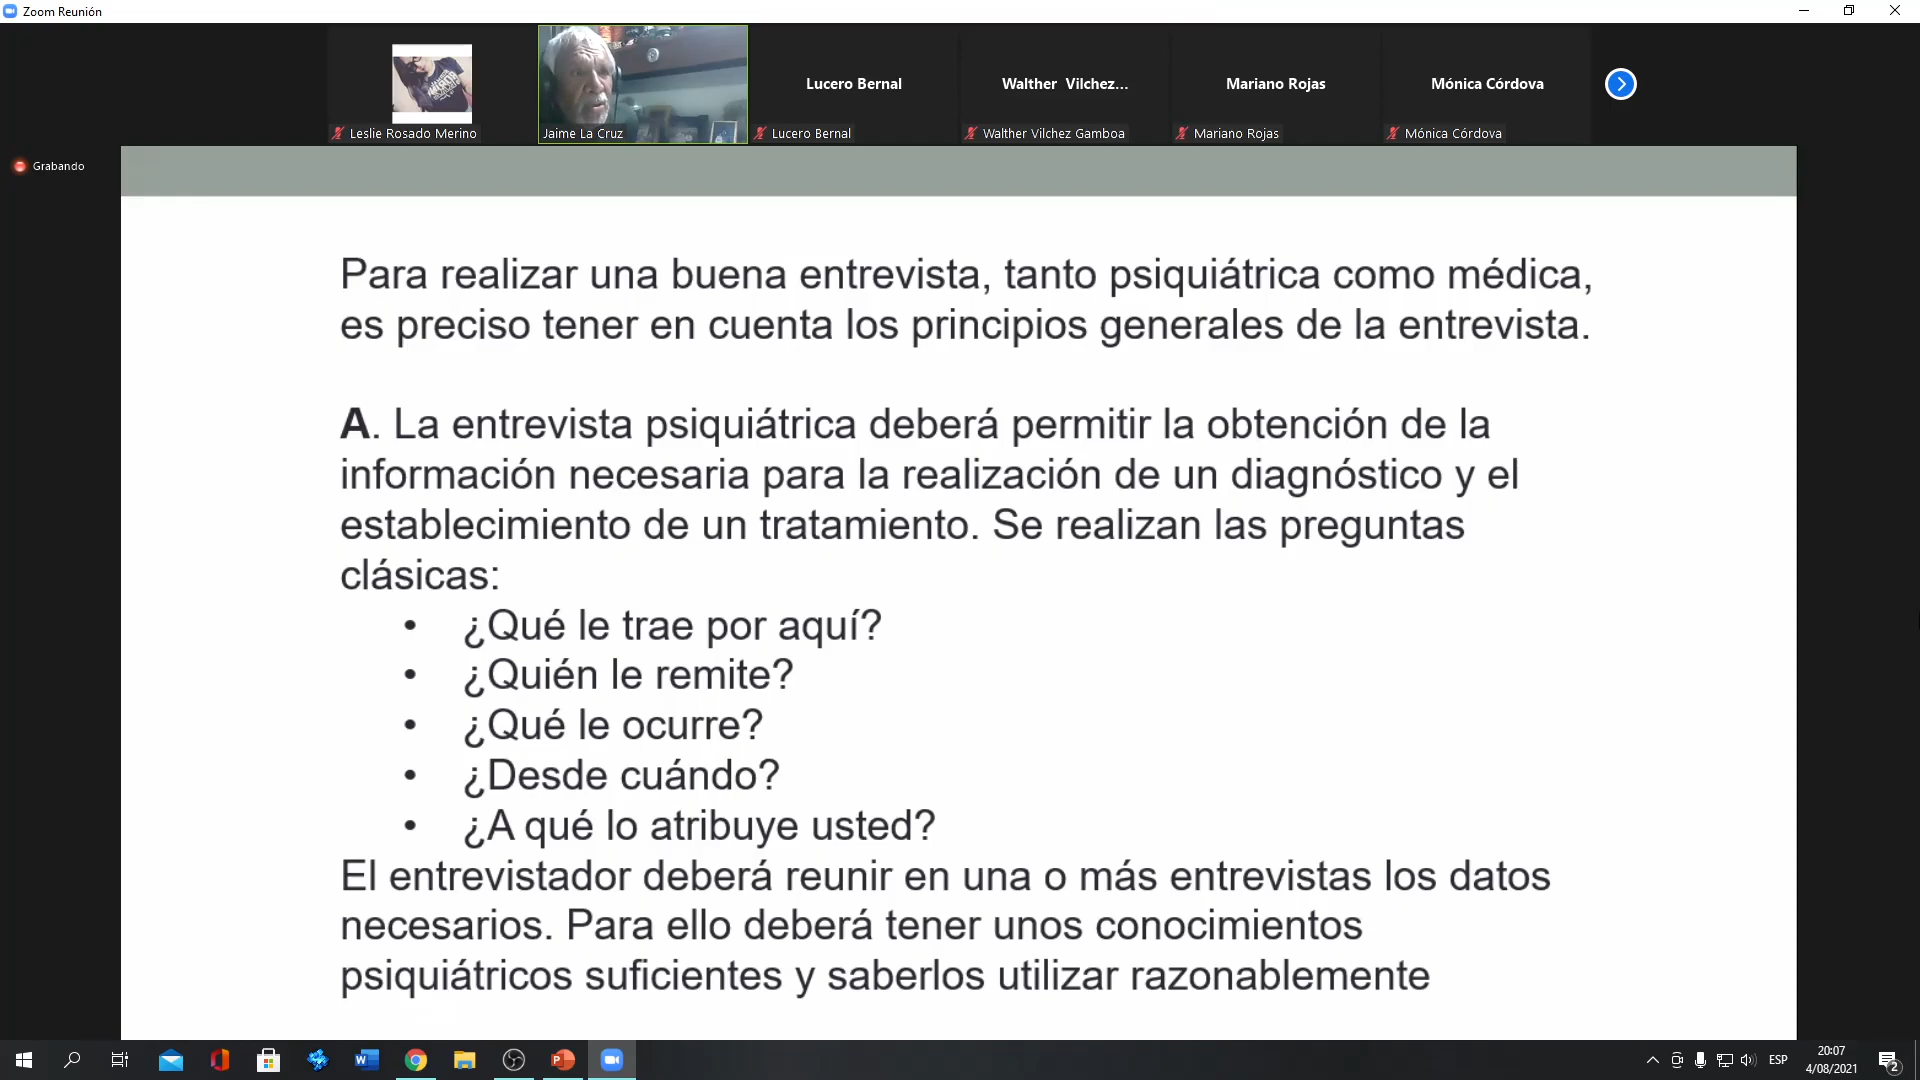 Zoom Reunión
Lucero Bernal
Walther Vilchez...
Mariano Rojas
Mónica Córdova
Leslie Rosado Merino
Jaime La Cruz
Lucero Bernal
Walther Vilchez Gamboa
Mariano Rojas
Mónica Córdova
Grabando
Para realizar una buena entrevista, tanto psiquiátrica como médica,
es preciso tener en cuenta los principios generales de la entrevista.
A. La entrevista psiquiátrica deberá permitir la obtención de la
información necesaria para la realización de un diagnóstico y el
establecimiento de un tratamiento. Se realizan las preguntas
clásicas:
• ¿Qué le trae por aquí?
• ¿Quién le remite?
• ¿Qué le ocurre?
• ¿Desde cuándo?
• ¿A qué lo atribuye usted?
El entrevistador deberá reunir en una o más entrevistas los datos
necesarios. Para ello deberá tener unos conocimientos
psiquiátricos suficientes y saberlos utilizar razonablemente
ESP
20:07
4/08/2021
2